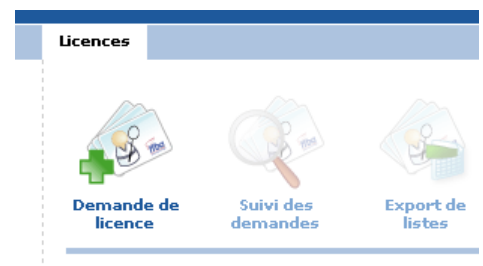 Licences
Demande de
licence
Suivi des
demandes
Export de
listes